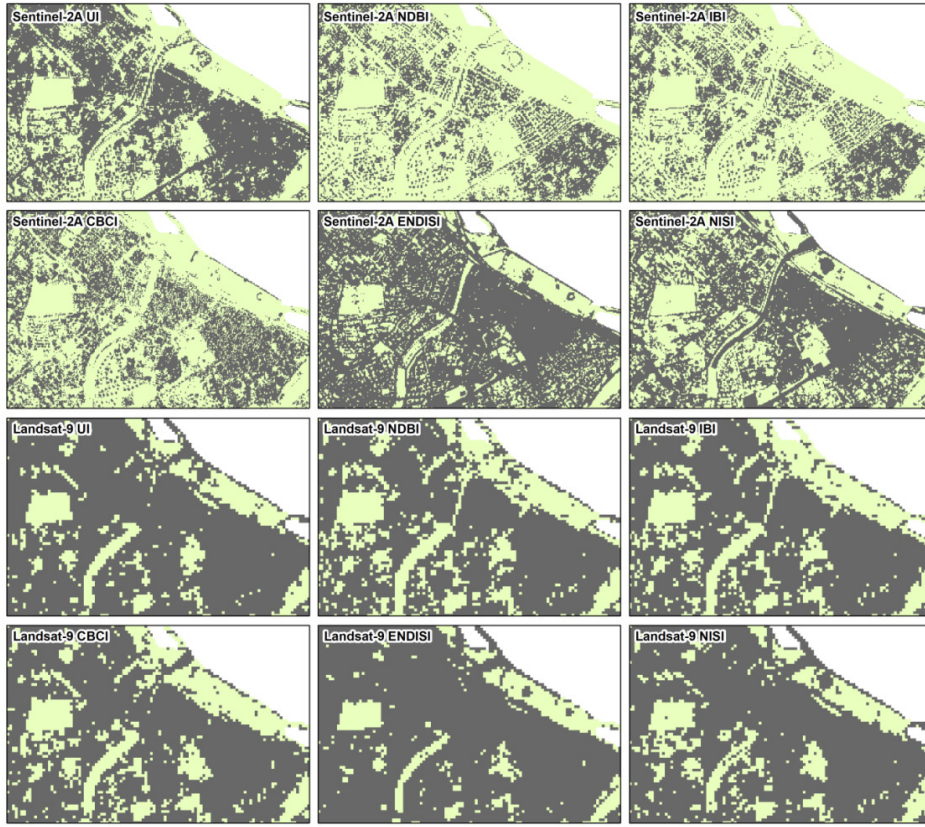 Sentinel-2A UI
Sentinel-2A NDBI
Sentinel-2A IBI
Sentinel-2A CBCI
Sentinel-2A ENDISI
Sentinel-2A NISI
Landsat-9 UI
Landsat-9 NDBI
Landsat-9 IBI
Landsat-9 CBCI
Landsat-9 ENDISI
Landsat-9 NISI